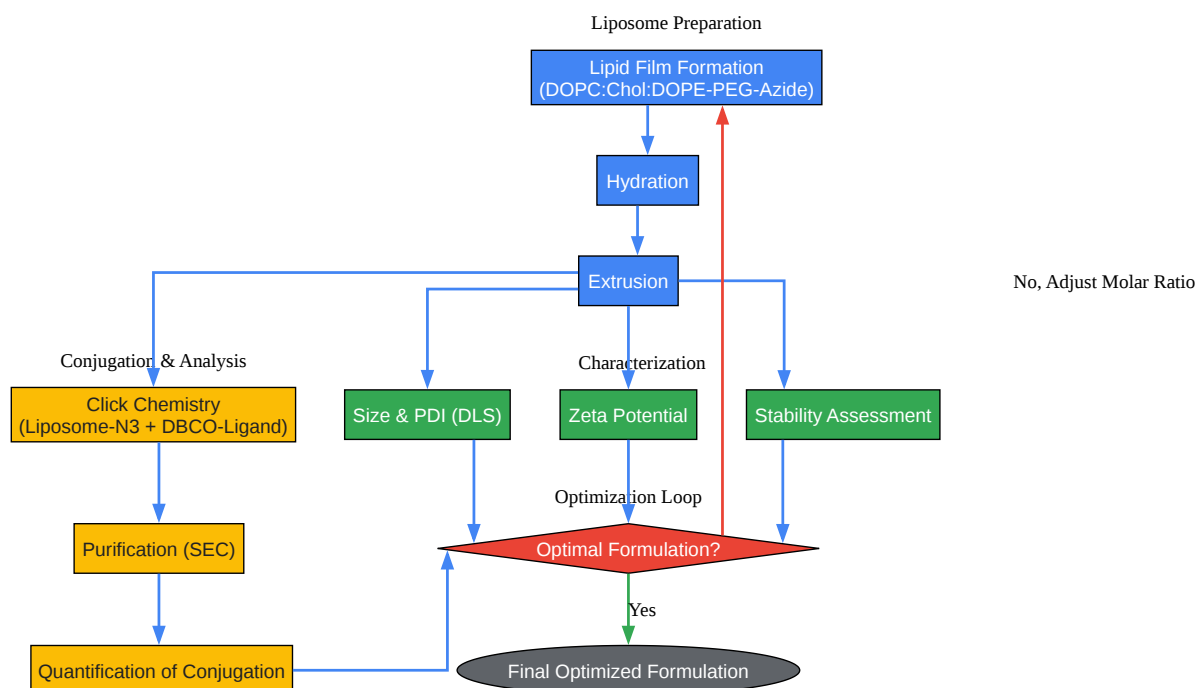 Liposome Preparation
Lipid Film Formation
(DOPC:Chol:DOPE-PEG-Azide)
Hydration
Extrusion
No, Adjust Molar Ratio
Conjugation & Analysis
Characterization
Click Chemistry
(Liposome-N3 + DBCO-Ligand)
Size & PDI (DLS)
Zeta Potential
Stability Assessment
Optimization Loop
Purification (SEC)
Optimal Formulation?
Yes
Quantification of Conjugation
Final Optimized Formulation